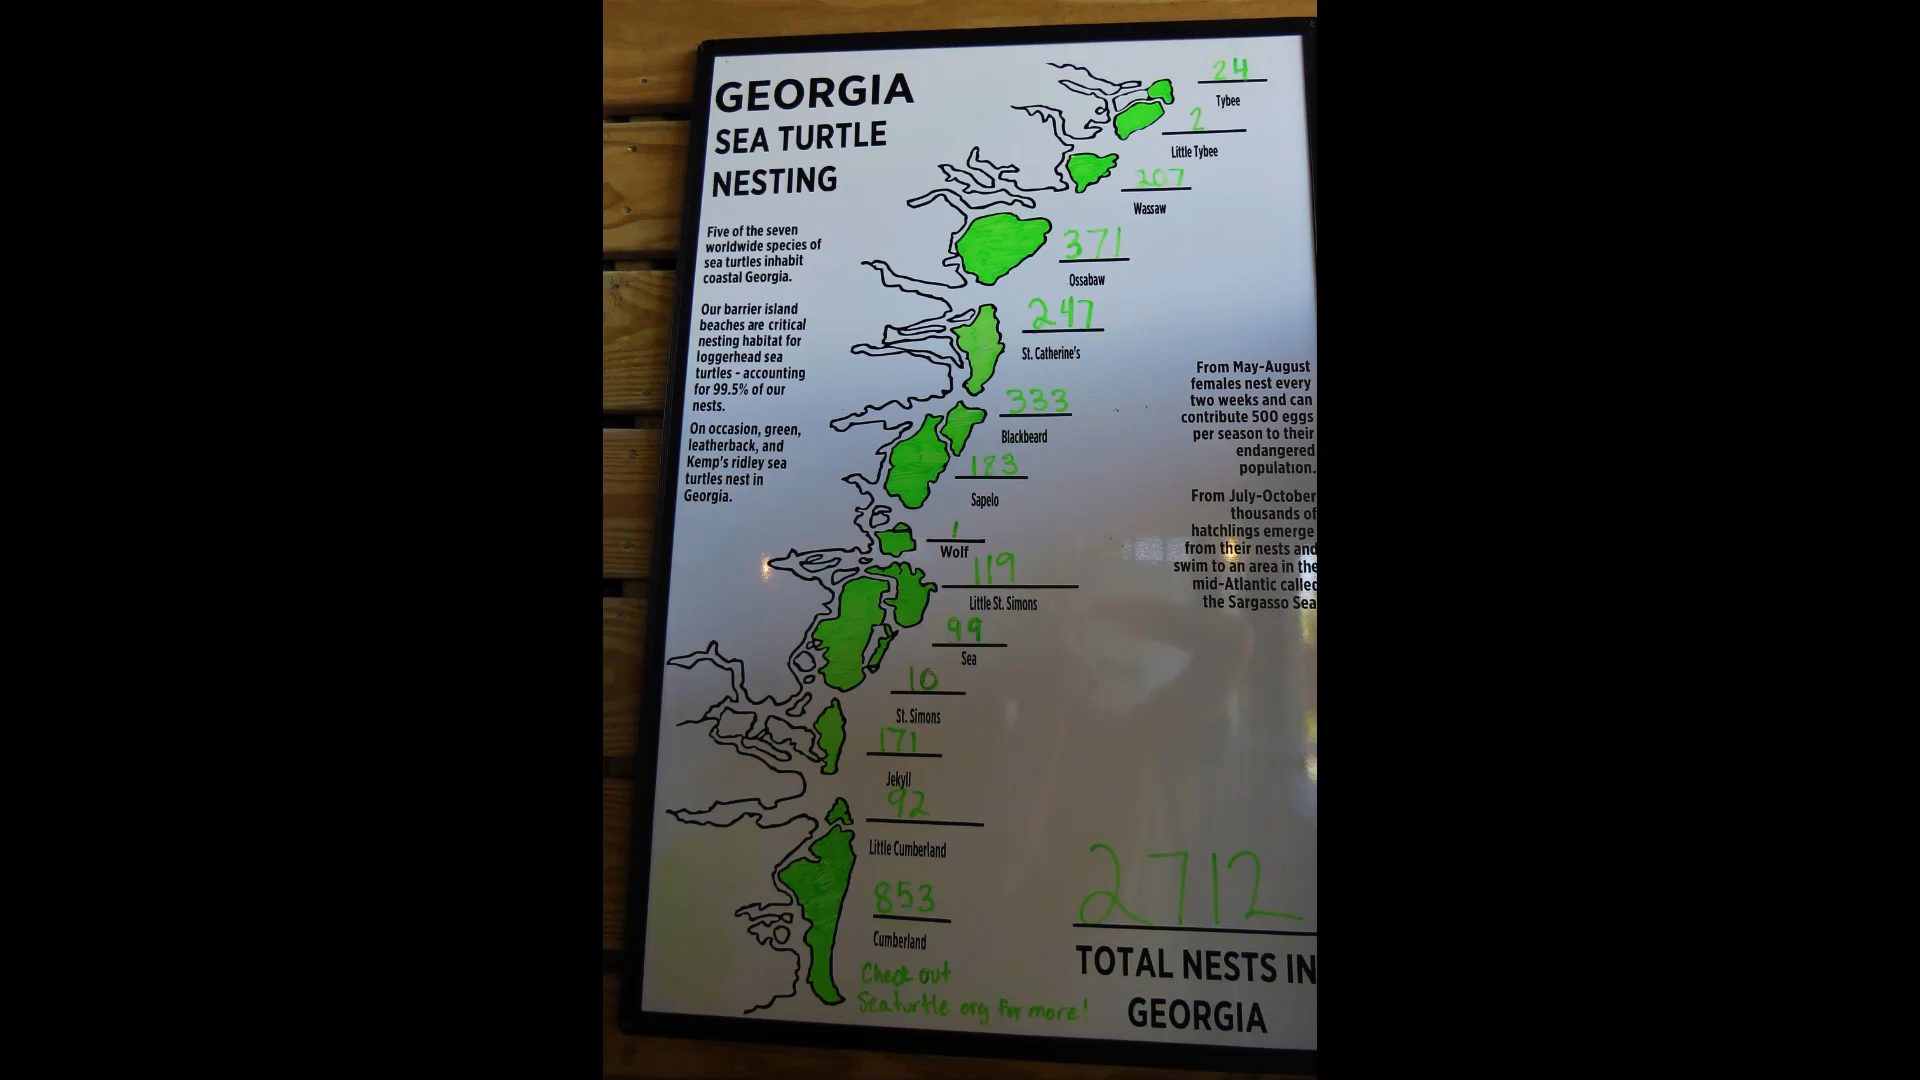 GEORGIA
SEA TURTLE
NESTING
Five of the seven
worldwide species of
sea turtles inhabit
coastal Georgia.
Our barrier island
beaches are critical
nesting habitat for
loggerhead sea
turtles - accounting
for 99.5% of our
nests.
On occasion, green,
leatherback, and
Kemp's ridley sea
turtles nest in
Georgia.
24
Tybee
2
Little Tybee
207
Wassaw
371
Ossabaw
247
St. Catherine's
333
Blackbeard
183
Sapelo
1
Wolf
119
Little St. Simons
99
Sea
10
St. Simons
171
Jekyll
92
Little Cumberland
853
Cumberland
Check out
Seaturtle org for more!
From May-August
females nest every
two weeks and can
contribute 500 eggs
per season to their
endangered
population.
From July-October
thousands of
hatchlings emerge
from their nests and
swim to an area in the
mid-Atlantic called
the Sargasso Sea
2712
TOTAL NESTS IN
GEORGIA